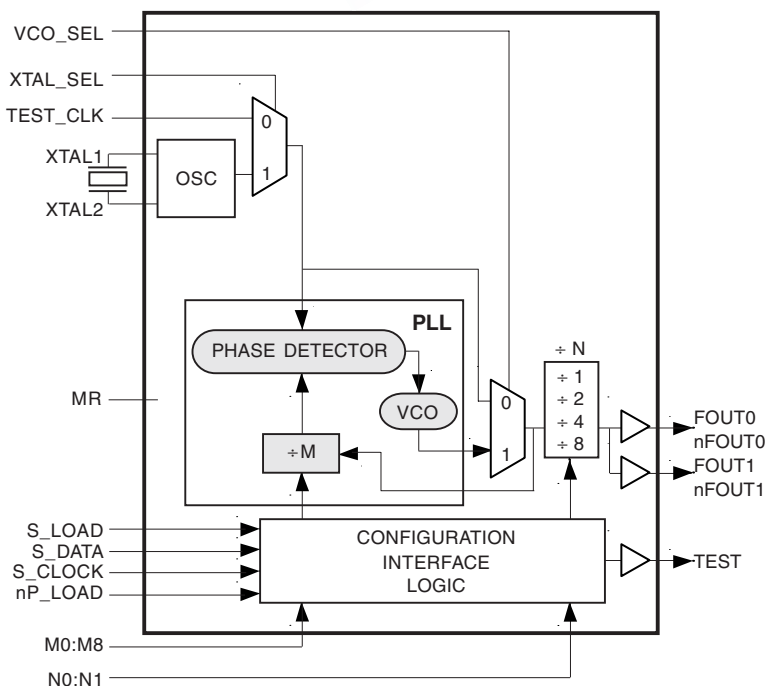 VCO_SEL
XTAL_SEL
TEST_CLK
0
XTAL1
OSC
1
XTAL2
PLL
PHASE DETECTOR
÷ N
÷ 1
÷ 2
÷ 4
÷ 8
MR
VCO
0
1
FOUT0
nFOUT0
FOUT1
nFOUT1
÷M
S_LOAD
S_DATA
S_CLOCK
nP_LOAD
CONFIGURATION
INTERFACE
LOGIC
TEST
M0:M8
N0:N1